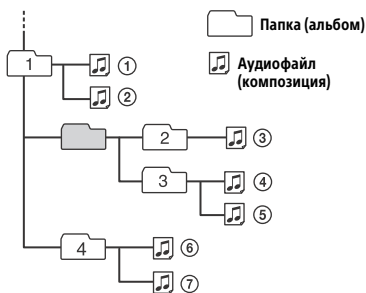 Папка (альбом)
1 ①
Аудиофайл
(композиция)
②
2 ③
3 ④
⑤
4 ⑥
⑦